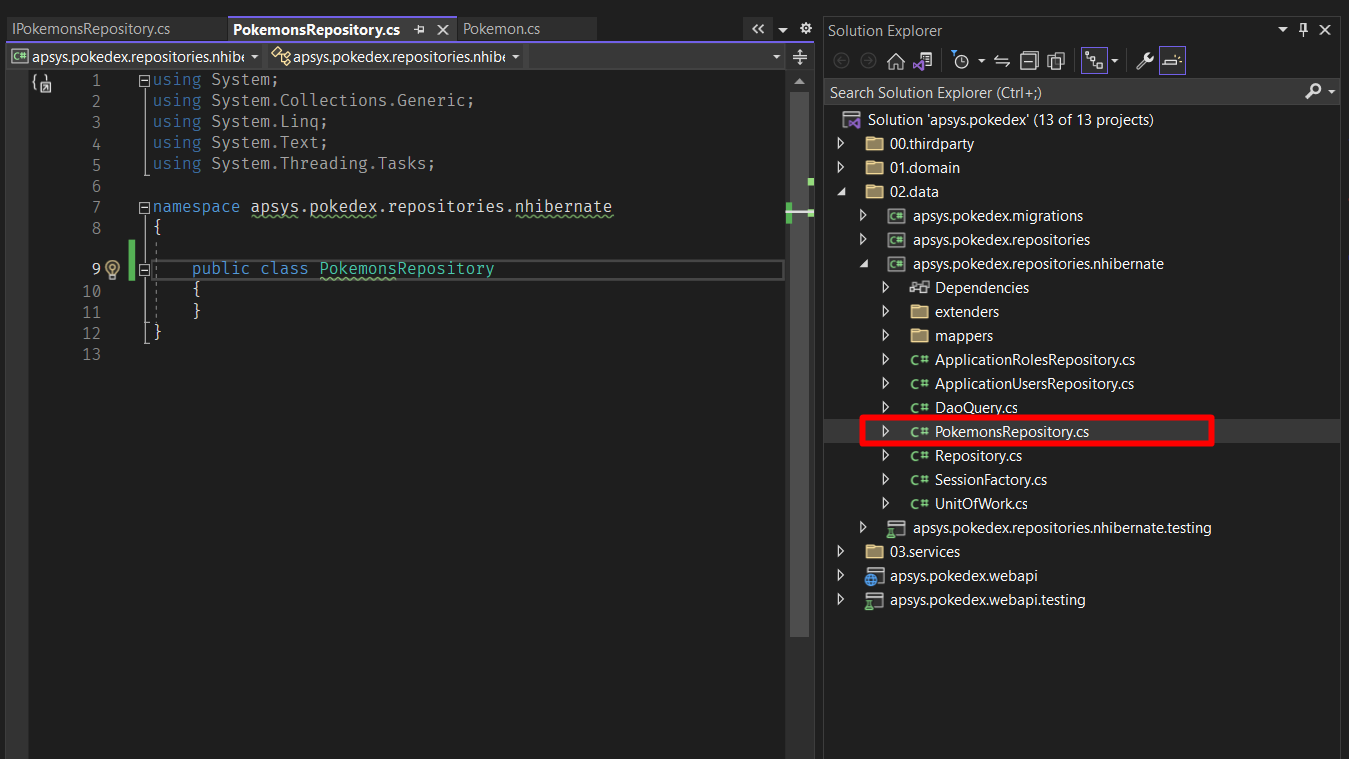 IPokemonsRepository.cs
PokemonsRepository.cs
Pokemon.cs
C# apsys.pokedex.repositories.nhibe
apsys.pokedex.repositories.nhibe
1 using System;
2 using System.Collections.Generic;
3 using System.Linq;
4 using System.Text;
5 using System.Threading.Tasks;
6
7 namespace apsys.pokedex.repositories.nhibernate
8 {
9 public class PokemonsRepository
10 {
11 }
12 }
13
Solution Explorer
Search Solution Explorer (Ctrl+;)
Solution 'apsys.pokedex' (13 of 13 projects)
00.thirdparty
01.domain
02.data
C# apsys.pokedex.migrations
C# apsys.pokedex.repositories
C# apsys.pokedex.repositories.nhibernate
Dependencies
extenders
mappers
C# ApplicationRolesRepository.cs
C# ApplicationUsersRepository.cs
C# DaoQuery.cs
C# PokemonsRepository.cs
C# Repository.cs
C# SessionFactory.cs
C# UnitOfWork.cs
apsys.pokedex.repositories.nhibernate.testing
03.services
apsys.pokedex.webapi
apsys.pokedex.webapi.testing